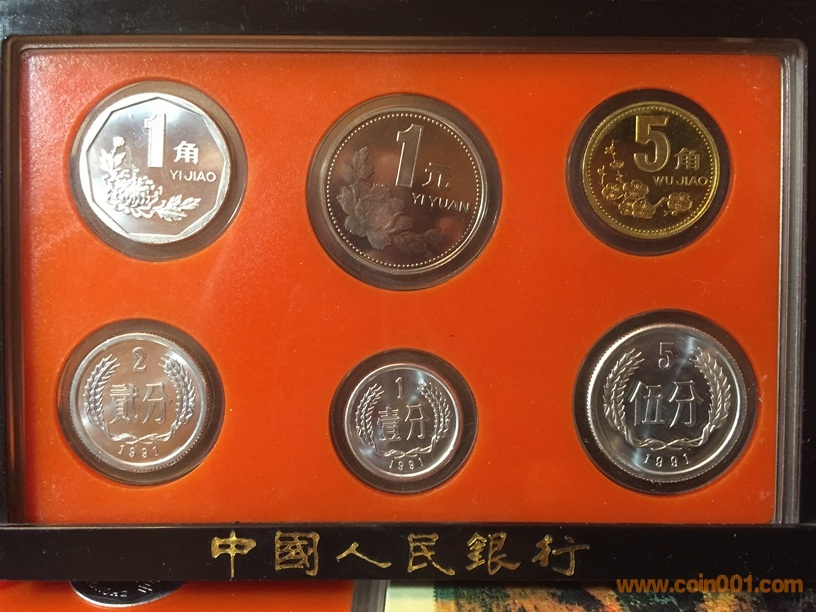 1角
YI JIAO
1元
YI YUAN
5角
WU JIAO
2
贰分
1991
1
壹分
1991
5
伍分
1991
中國人民銀行
www.coin001.com